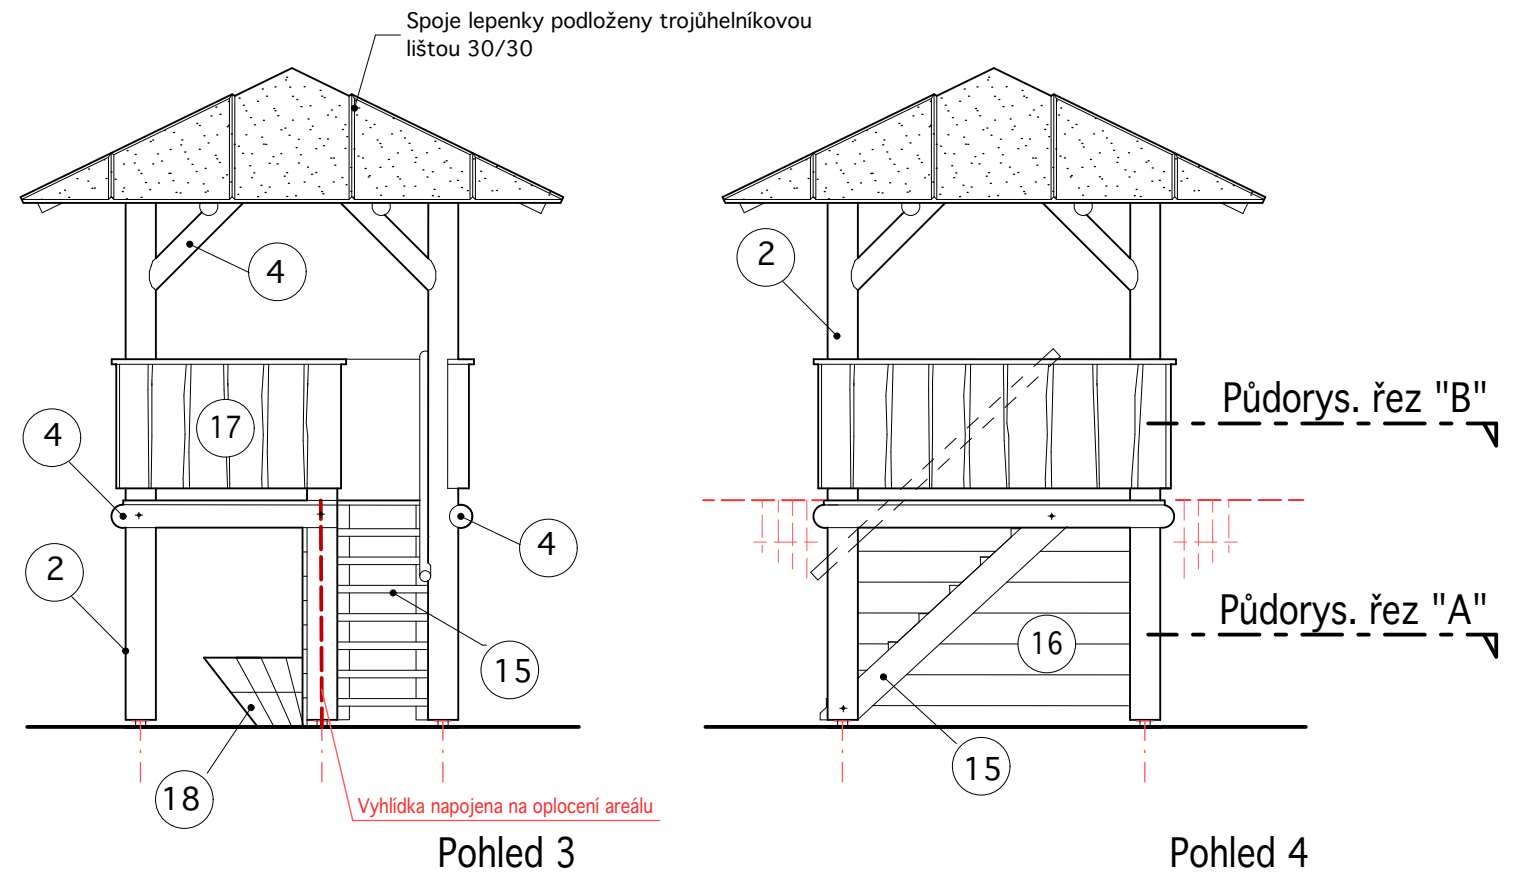 Spoje lepenky podloženy trojůhelníkovou
lištou 30/30
4
17
4
4
2
15
18
Vyhlídka napojena na oplocení areálu
Pohled 3
2
Půdorys. řez "B"
Půdorys. řez "A"
16
15
Pohled 4